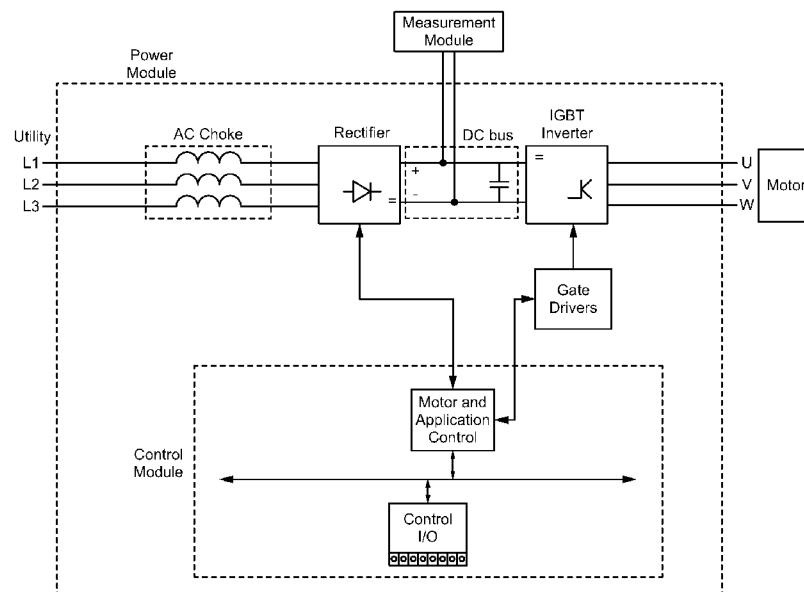 Measurement
Module
Power
Module
IGBT
Inverter
Utility
AC Choke
Rectifier
DC bus
L1
L2
L3
+
-
=
=
U
V
W
Motor
Gate
Drivers
Motor and
Application
Control
Control
Module
Control
I/O